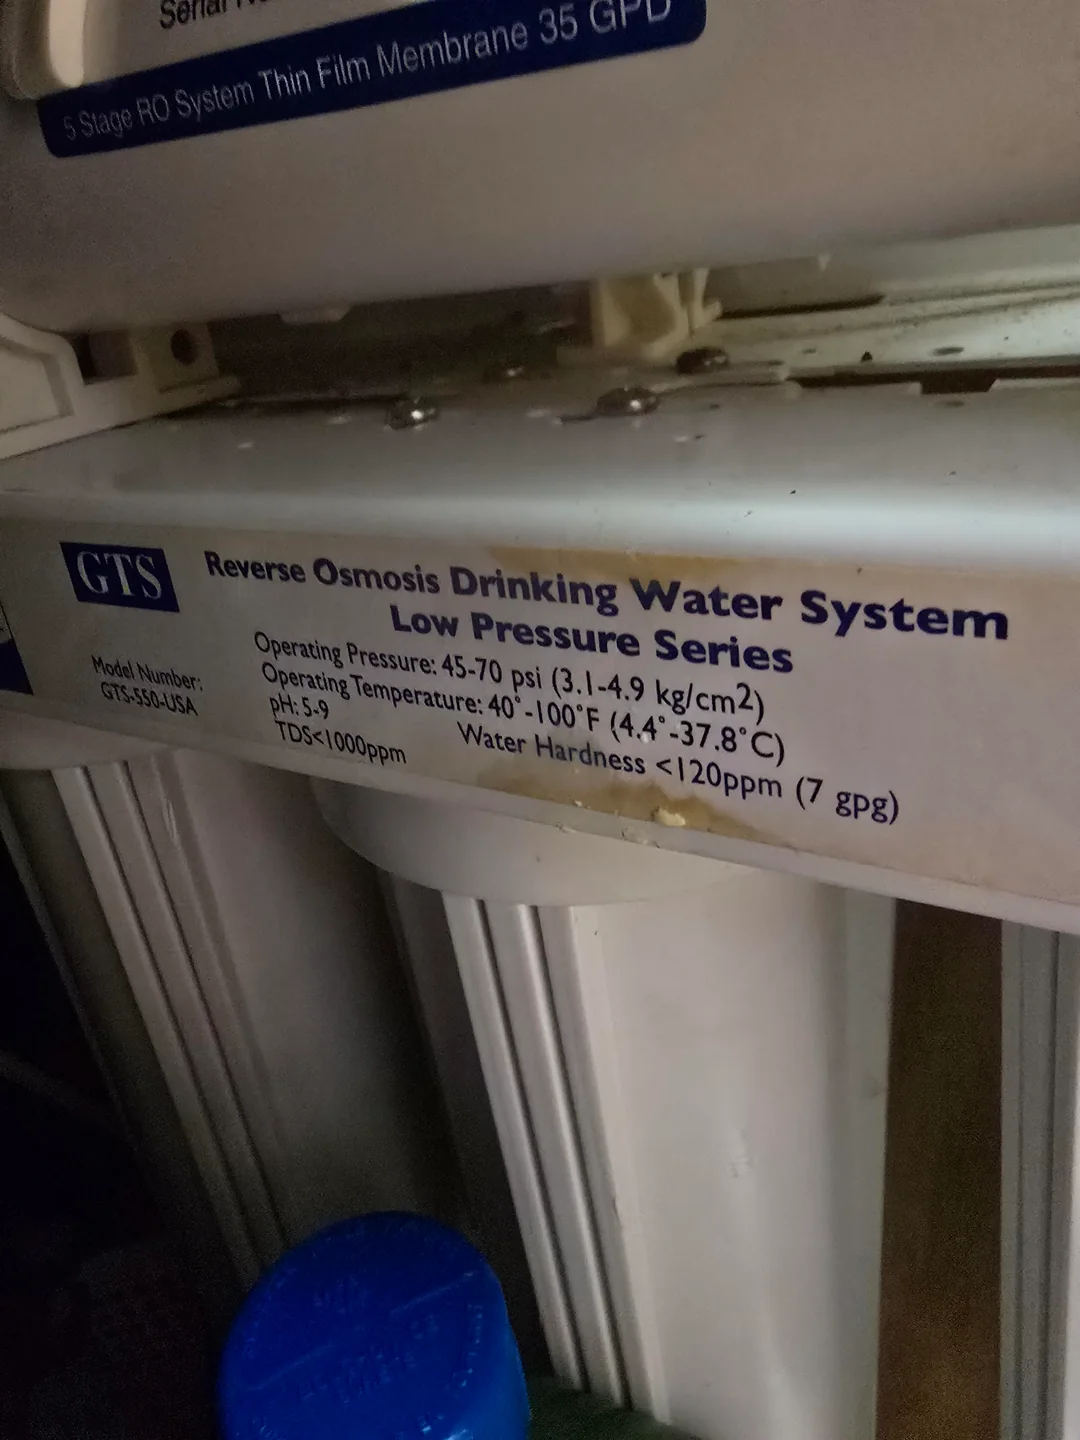 Serial
5 Stage RO System Thin Film Membrane 35 GPD
GTS
Reverse Osmosis Drinking Water System
Low Pressure Series
Model Number:
GTS-550-USA
Operating Pressure: 45-70 psi (3.1-4.9 kg/cm2)
Operating Temperature: 40°-100°F (4.4°-37.8°C)
pH: 5-9
TDS<1000ppm
Water Hardness <120ppm (7 gpg)